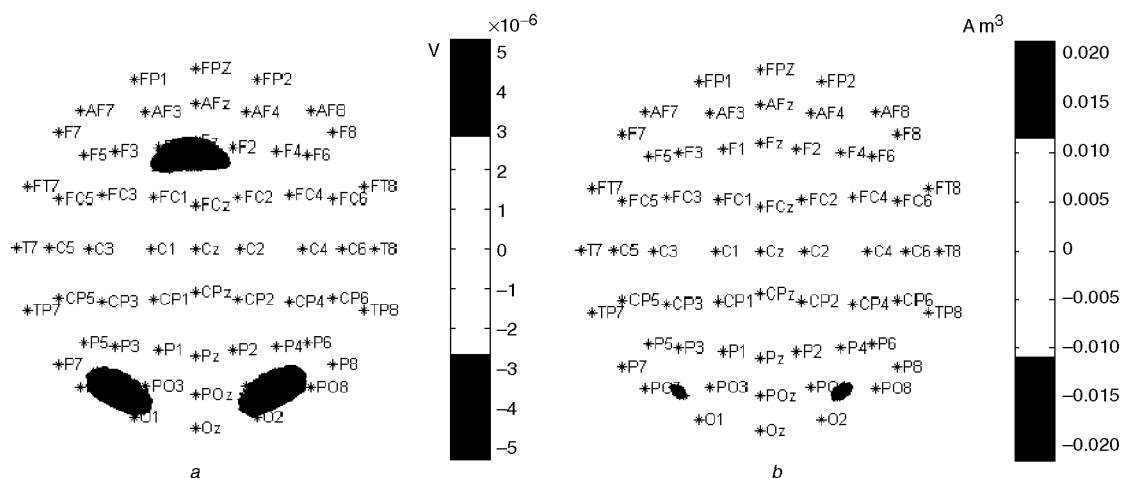 V ×10⁻⁶
FP1 FPZ FP2
AF7 AF3 AFz AF4 AF8
F7 F5 F3 F2 F4 F6 F8
FT7 FC5 FC3 FC1 FCz FC2 FC4 FC6 FT8
T7 C5 C3 C1 Cz C2 C4 C6 T8
TP7 CP5 CP3 CP1 CPz CP2 CP4 CP6 TP8
P7 P5 P3 P1 Pz P2 P4 P6 P8
PO3 POz PO8
O1 Oz O2
5
4
3
2
1
0
−1
−2
−3
−4
−5
a
A m³
FP1 FPZ FP2
AF7 AF3 AFz AF4 AF8
F7 F5 F3 F1 Fz F2 F4 F6 F8
FT7 FC5 FC3 FC1 FCz FC2 FC4 FC6 FT8
T7 C5 C3 C1 Cz C2 C4 C6 T8
TP7 CP5 CP3 CP1 CPz CP2 CP4 CP6 TP8
P7 P5 P3 P1 Pz P2 P4 P6 P8
PO3 POz PO8
O1 Oz O2
0.020
0.015
0.010
0.005
0
−0.005
−0.010
−0.015
−0.020
b